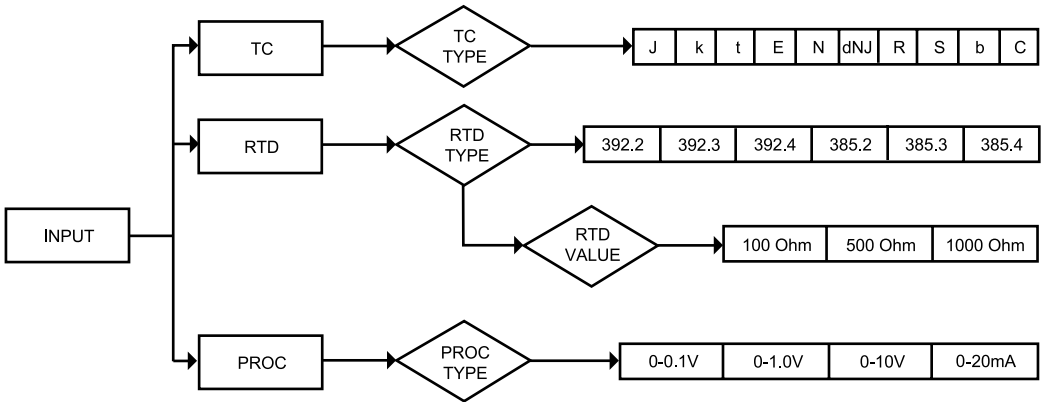 TC
TC
TYPE
J k t E N dNJ R S b C
RTD
RTD
TYPE
392.2 392.3 392.4 385.2 385.3 385.4
INPUT
RTD
VALUE
100 Ohm 500 Ohm 1000 Ohm
PROC
PROC
TYPE
0-0.1V 0-1.0V 0-10V 0-20mA